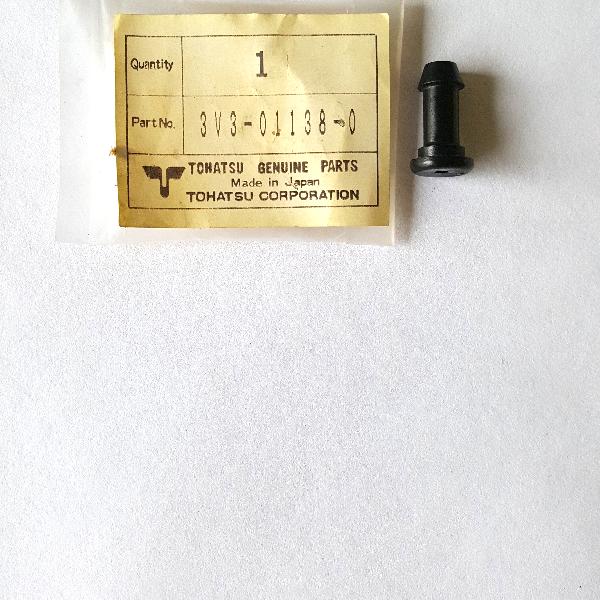 Quantity 1
Part No. 3V3-01138-0
TOHATSU GENUINE PARTS
Made in Japan
TOHATSU CORPORATION